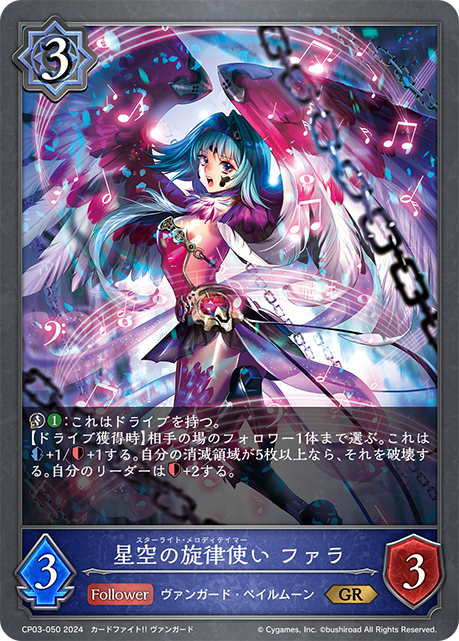 3
①:これはドライブを持つ。
【ドライブ獲得時】相手の場のフォロワー1体まで選ぶ。これは
+1/+1する。自分の消滅領域が5枚以上なら、それを破壊す
る。自分のリーダーは+2する。
スターライト・メロディテイマー
星空の旋律使い ファラ
3
Follower
ヴァンガード・ペイルムーン
GR
3
CP03-050 2024 カードファイト!! ヴァンガード
© Cygames, Inc. ©bushiroad All Rights Reserved.